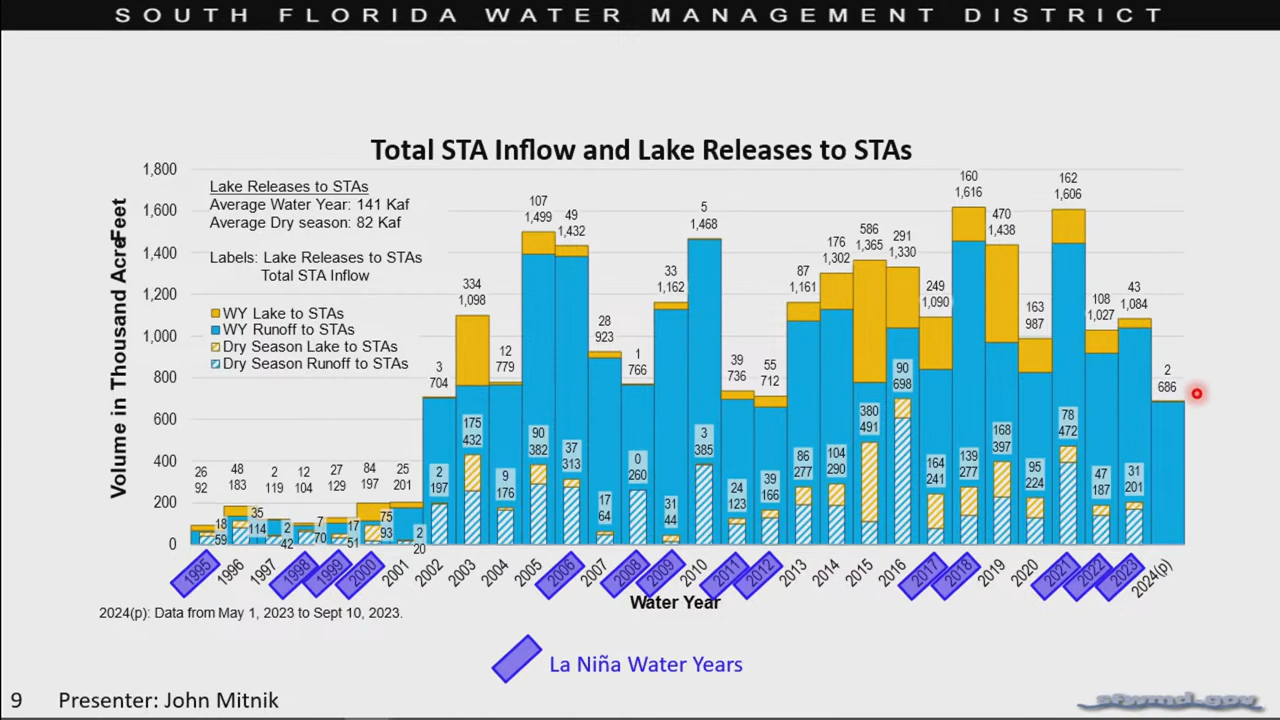 SOUTH FLORIDA WATER MANAGEMENT DISTRICT
Total STA Inflow and Lake Releases to STAs
Volume in Thousand Acre-Feet
1,800
1,600
1,400
1,200
1,000
800
600
400
200
0
Lake Releases to STAs
Average Water Year: 141 Kaf
Average Dry season: 82 Kaf
Labels: Lake Releases to STAs
Total STA Inflow
WY Lake to STAs
WY Runoff to STAs
Dry Season Lake to STAs
Dry Season Runoff to STAs
26 48 2 12 27 84 25 3 334 12 107 49 28 1 33 5 39 55 87 176 586 291 249 160 470 163 162 108 43 2
92 183 119 104 129 197 201 704 1,098 779 1,499 1,432 923 766 1,162 1,468 736 712 1,161 1,302 1,365 1,330 1,090 1,616 1,438 987 1,606 1,027 1,084 686
18 35 2 7 17 75 2 2 175 9 90 37 17 0 31 3 24 39 86 104 380 90 164 139 168 95 78 47 31
59 114 42 70 51 93 20 197 432 176 382 313 64 260 44 385 123 166 277 290 491 698 241 277 397 224 472 187 201
1995 1996 1997 1998 1999 2000 2001 2002 2003 2004 2005 2006 2007 2008 2009 2010 2011 2012 2013 2014 2015 2016 2017 2018 2019 2020 2021 2022 2023 2024(p)
Water Year
2024(p): Data from May 1, 2023 to Sept 10, 2023.
La Niña Water Years
9 Presenter: John Mitnik
sfwmd.gov